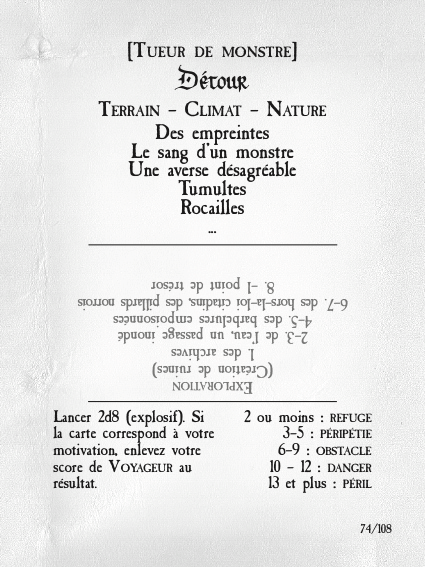 [Tueur de monstre]
Détour
Terrain – Climat – Nature
Des empreintes
Le sang d'un monstre
Une averse désagréable
Tumultes
Rocailles
...
Exploration
(Création de ruines)
1. des archives
2-3. de l'eau, un passage inondé
4-5. des barbelures empoisonnées
6-7. des hors-la-loi citadins, des pillards norrois
8. -1 point de trésor
Lancer 2d8 (explosif). Si
la carte correspond à votre
motivation, enlevez votre
score de Voyageur au
résultat.
2 ou moins : refuge
3-5 : péripétie
6-9 : obstacle
10 – 12 : danger
13 et plus : péril
74/108